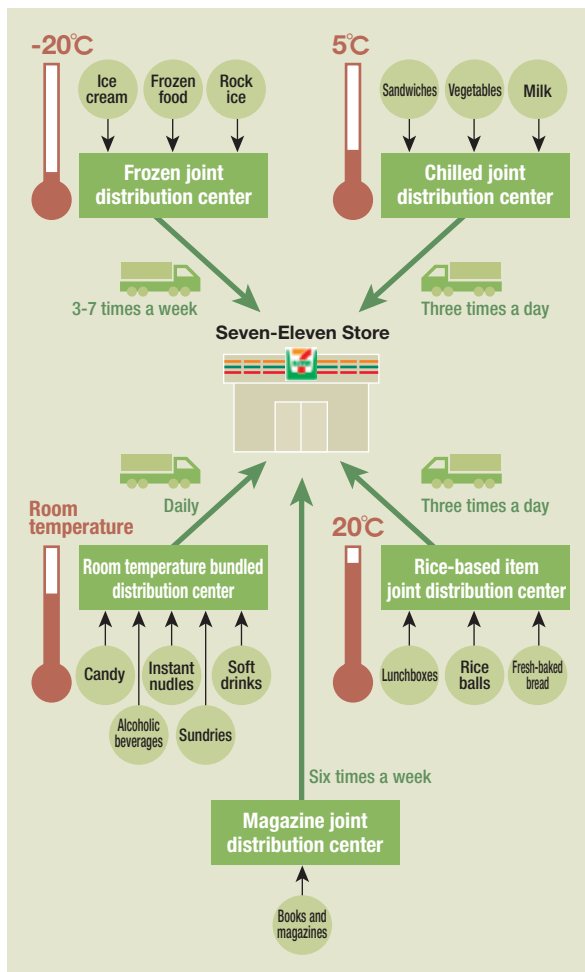 -20℃
Ice
cream
Frozen
food
Rock
ice
Frozen joint
distribution center
3-7 times a week
5℃
Sandwiches
Vegetables
Milk
Chilled joint
distribution center
Three times a day
Seven-Eleven Store
7
Daily
Room
temperature
Room temperature bundled
distribution center
Candy
Alcoholic
beverages
Instant
nudles
Sundries
Soft
drinks
Three times a day
20℃
Rice-based item
joint distribution center
Lunchboxes
Rice
balls
Fresh-baked
bread
Six times a week
Magazine joint
distribution center
Books and
magazines